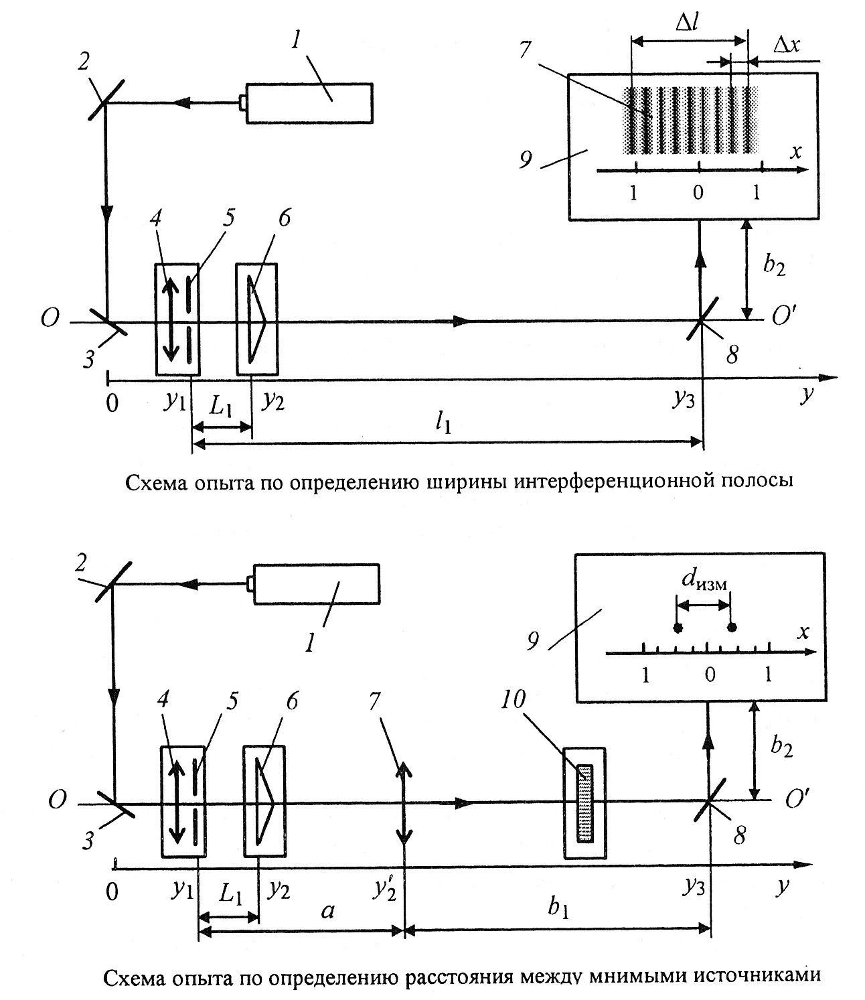 Δl
1
7
Δx
2
9
x
1 0 1
4 5 6
b2
O
O'
3
8
0 y1 L1 y2 y3 y
l1
Схема опыта по определению ширины интерференционной полосы
2
dизм
1
9
x
1 0 1
4 5 6 7 10
b2
O
O'
3
8
0 y1 L1 y2 y2' y3 y
a b1
Схема опыта по определению расстояния между мнимыми источниками